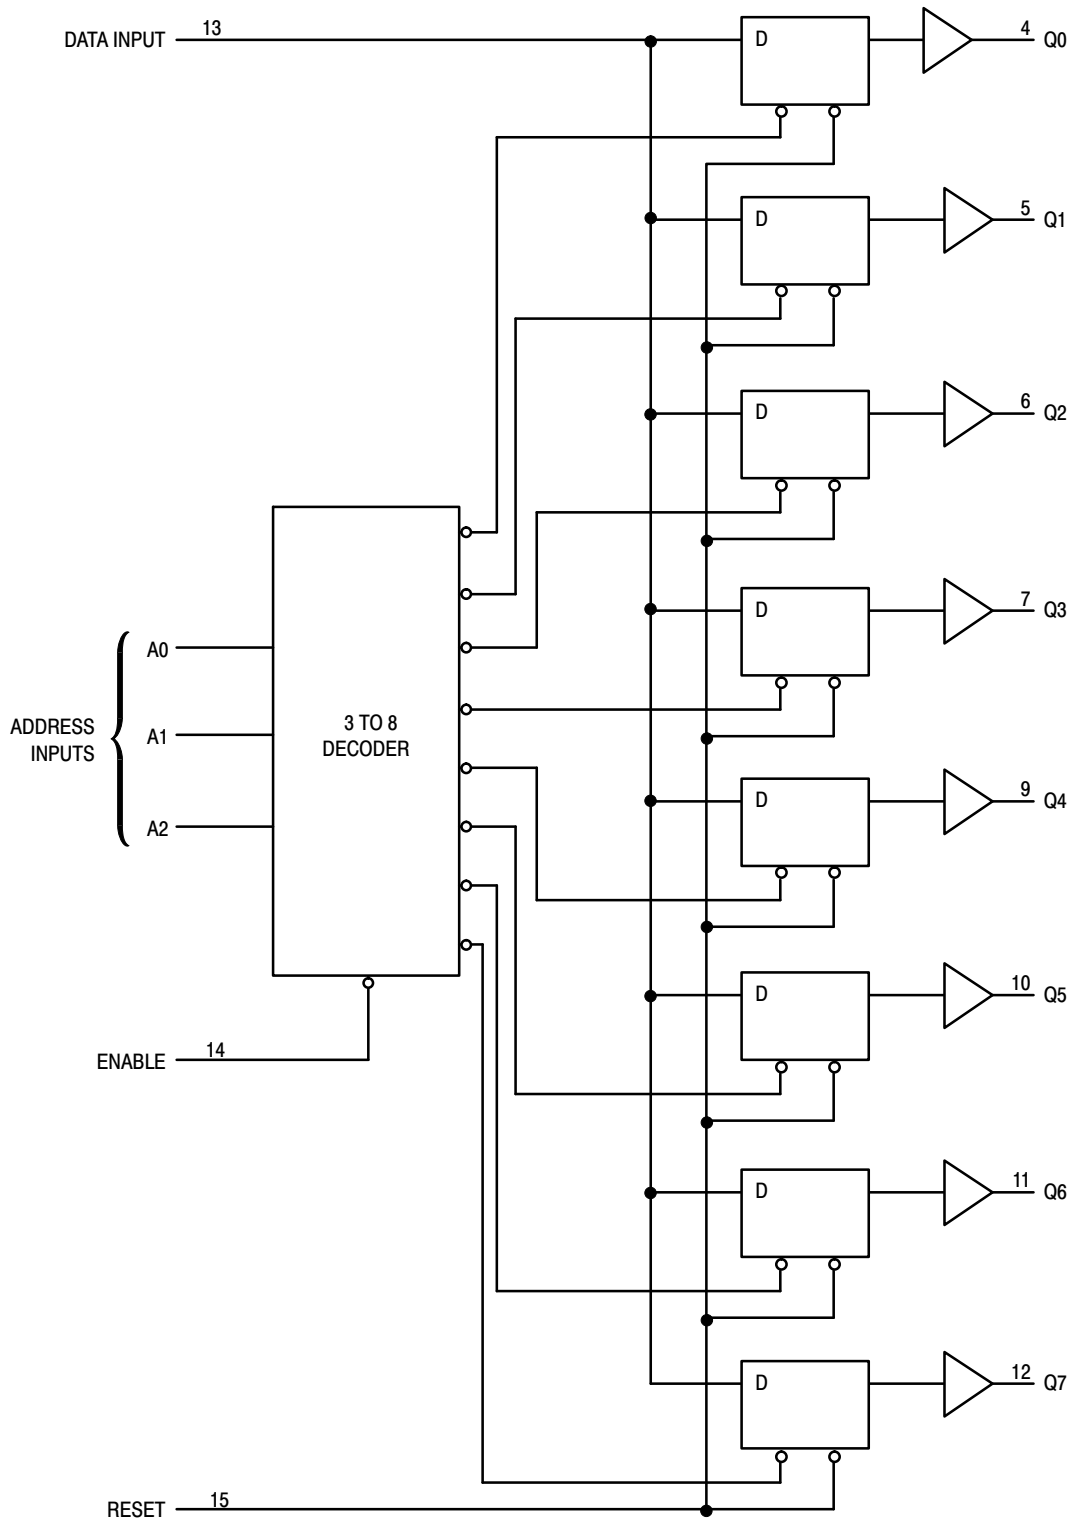 DATA INPUT 13
D
4 Q0
D
5 Q1
D
6 Q2
D
7 Q3
A0
ADDRESS
INPUTS
A1
A2
3 TO 8
DECODER
D
9 Q4
D
10 Q5
ENABLE 14
D
11 Q6
D
12 Q7
RESET 15